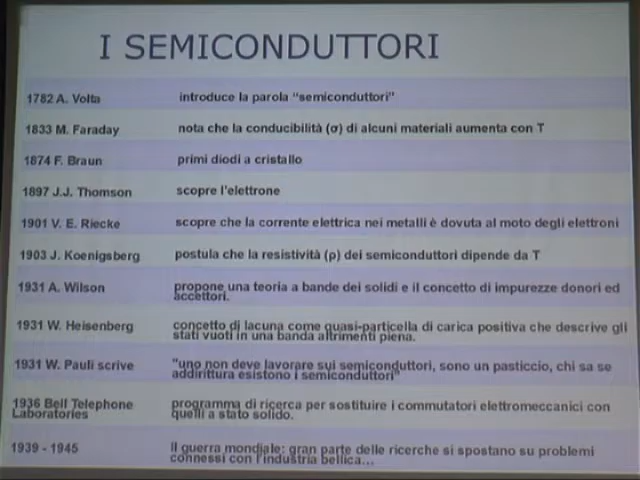 I SEMICONDUTTORI
1782 A. Volta introduce la parola "semiconduttori"
1833 M. Faraday nota che la conducibilità (σ) di alcuni materiali aumenta con T
1874 F. Braun primi diodi a cristallo
1897 J.J. Thomson scopre l'elettrone
1901 V. E. Riecke scopre che la corrente elettrica nei metalli è dovuta al moto degli elettroni
1903 J. Koenigsberg postula che la resistività (ρ) dei semiconduttori dipende da T
1931 A. Wilson propone una teoria a bande dei solidi e il concetto di impurezze donori ed
accettori.
1931 W. Heisenberg concetto di lacuna come quasi-particella di carica positiva che descrive gli
stati vuoti in una banda altrimenti piena.
1931 W. Pauli scrive "uno non deve lavorare sui semiconduttori, sono un pasticcio, chi sa se
addirittura esistono i semiconduttori"
1936 Bell Telephone programma di ricerca per sostituire i commutatori elettromeccanici con
Laboratories quelli a stato solido.
1939 - 1945 II guerra mondiale: gran parte delle ricerche si spostano su problemi
connessi con l'industria bellica...